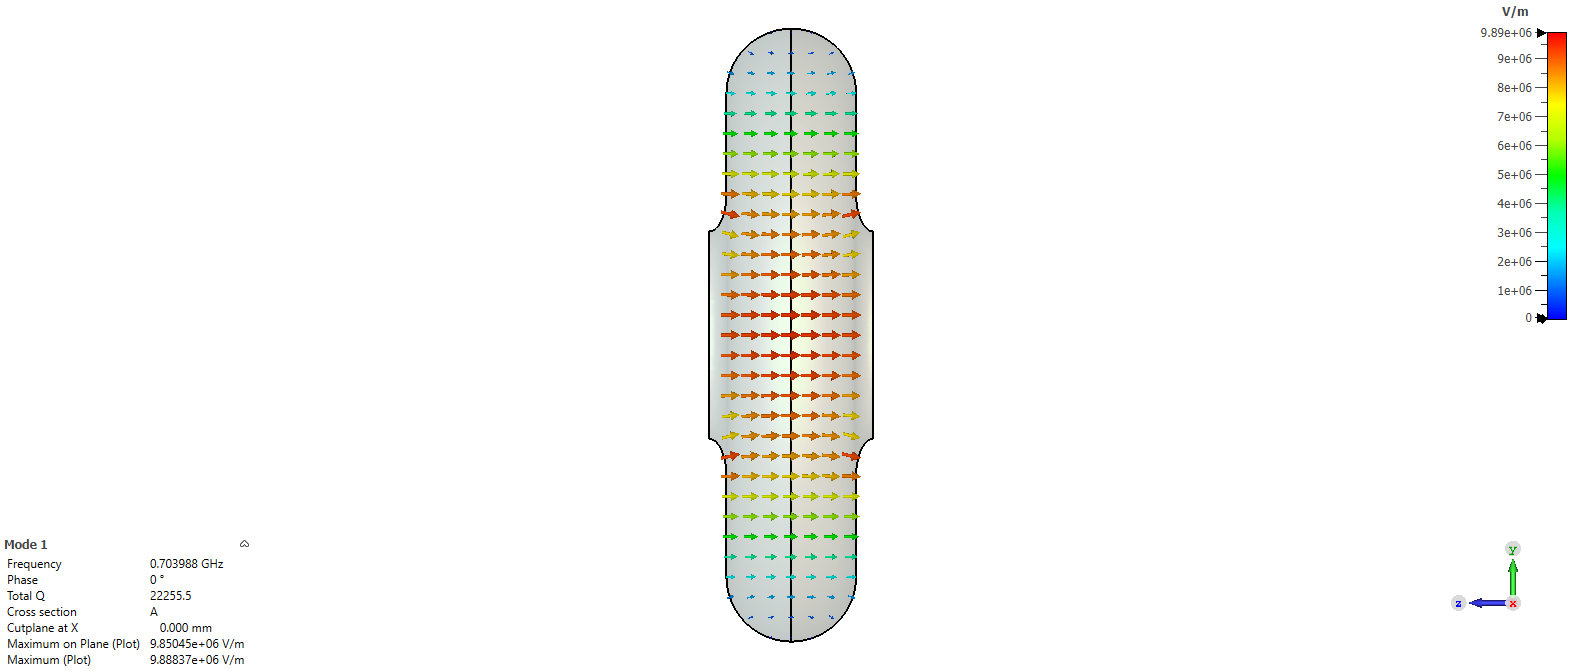 V/m
9.89e+06
9e+06
8e+06
7e+06
6e+06
5e+06
4e+06
3e+06
2e+06
1e+06
0
Mode 1
Frequency 0.703988 GHz
Phase 0 °
Total Q 22255.5
Cross section A
Cutplane at X 0.000 mm
Maximum on Plane (Plot) 9.85045e+06 V/m
Maximum (Plot) 9.88837e+06 V/m
y
z x